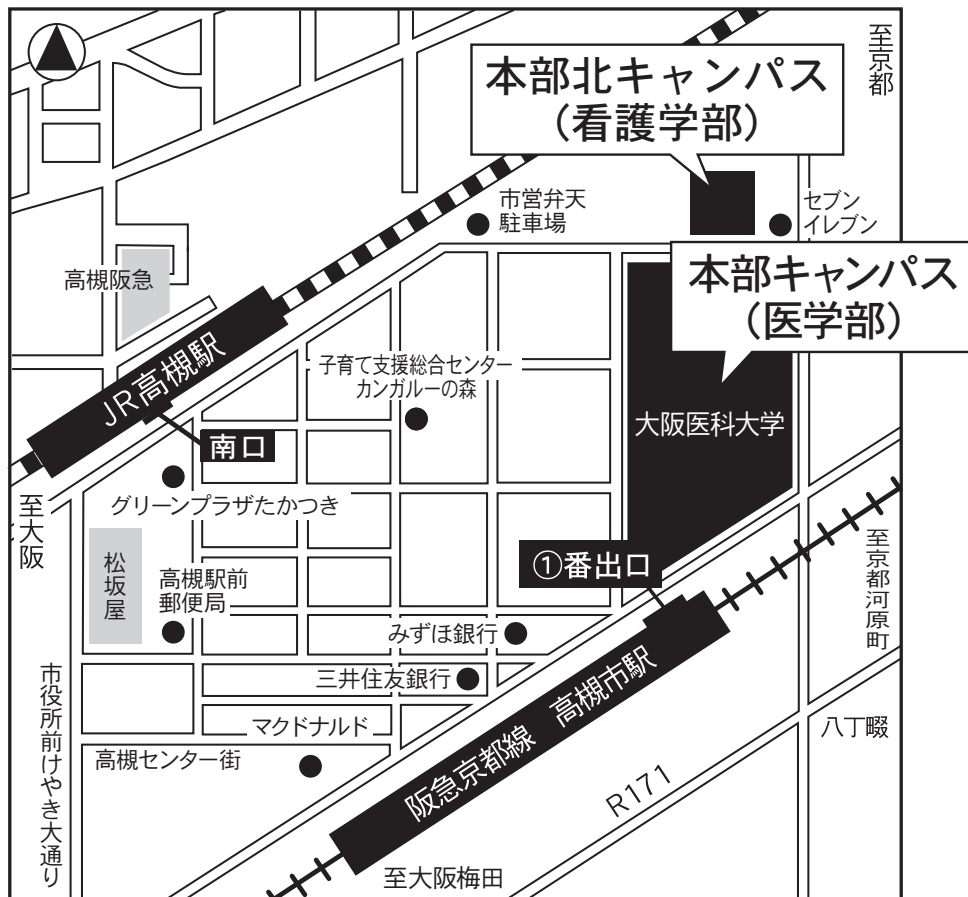 至京都
本部北キャンパス
（看護学部）
市営弁天
駐車場
セブン
イレブン
高槻阪急
本部キャンパス
（医学部）
JR高槻駅
子育て支援総合センター
カンガルーの森
大阪医科大学
南口
グリーンプラザたかつき
至大阪
松坂屋
①番出口
至京都河原町
高槻駅前
郵便局
みずほ銀行
三井住友銀行
市役所前けやき大通り
マクドナルド
高槻センター街
阪急京都線 高槻市駅
八丁畷
R171
至大阪梅田